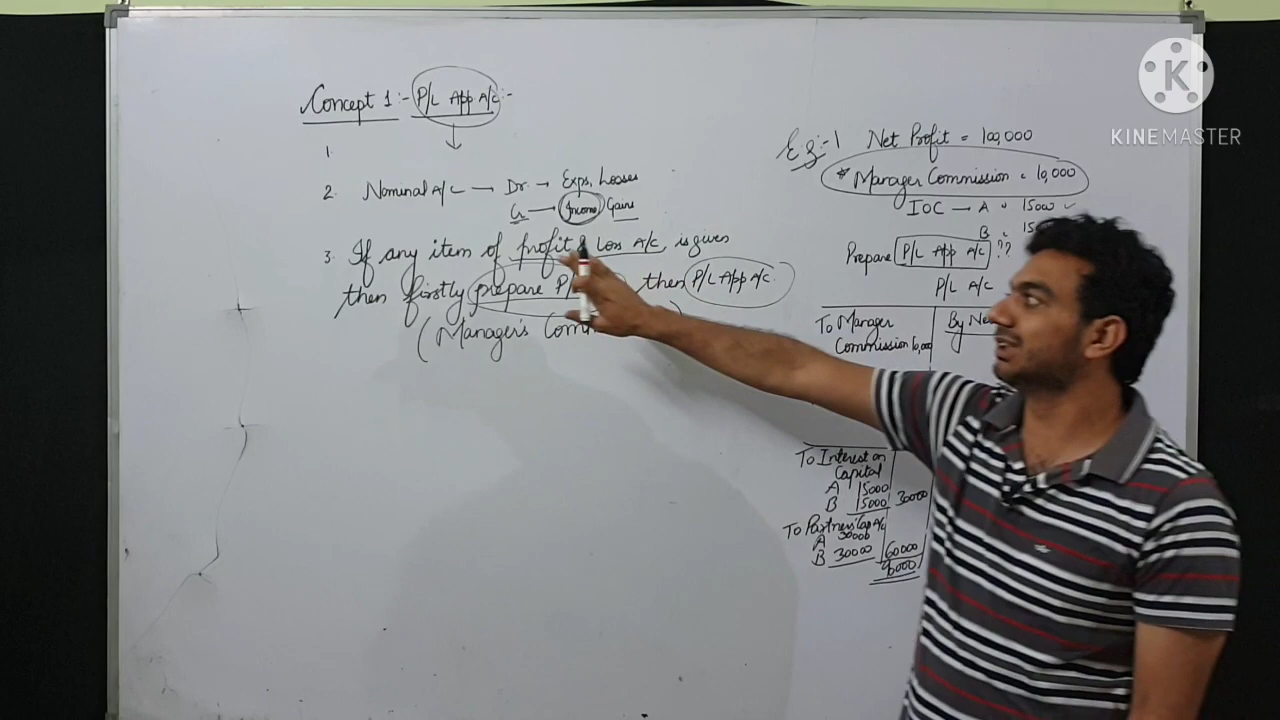 Concept 1:- P/L App A/C:-
1
2. Nominal A/C → Dr. → Exps, Losses
Cr → Income Gains
3. If any item of profit & Loss A/C, is given
then firstly prepare P/ then P/L App A/C.
(Manager's Comm )
Eg:-1 Net Profit = 100,000
* Manager Commission = 10,000
IOC → A = 15000
B = 15
Prepare P/L App A/C ??
P/L A/C
To Manager
Commission 10,000
By Ne
To Interest on
Capital
A 15000
B 15000 30000
To Partners Cap A/c
A 30000
B 30000 60000
90000
K
KINEMASTER